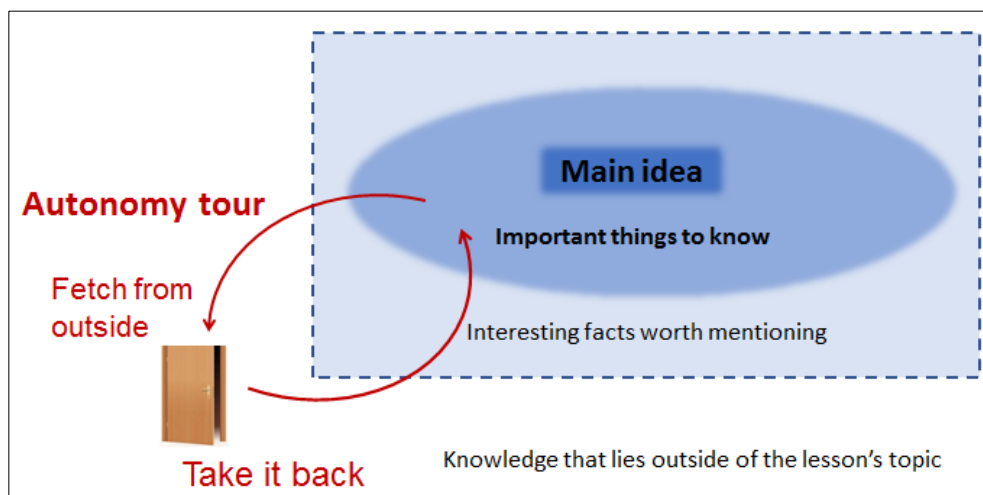 Main idea
Autonomy tour
Important things to know
Fetch from
outside
Interesting facts worth mentioning
Take it back
Knowledge that lies outside of the lesson’s topic